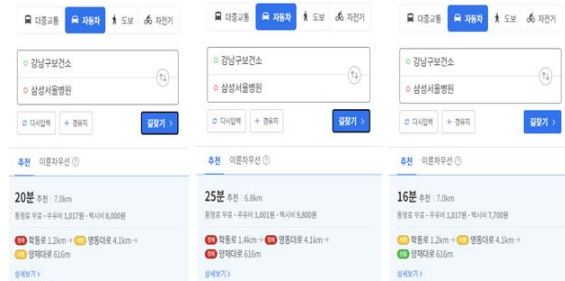 대중교통 자동차 도보 자전거
강남구보건소
삼성서울병원
다시입력 + 경유지 길찾기 >
추천 이륜차우선 ?
20분 추천 | 7.0km
통행료 무료 · 주유비 1,017원 · 택시비 8,000원
학동로 1.2km → 영동대로 4.1km →
양재대로 616m
상세보기 >
대중교통 자동차 도보 자전거
강남구보건소
삼성서울병원
다시입력 + 경유지 길찾기 >
추천 이륜차우선 ?
25분 추천 | 6.8km
통행료 무료 · 주유비 1,001원 · 택시비 9,800원
학동로 1.4km → 영동대로 4.1km →
양재대로 616m
상세보기 >
대중교통 자동차 도보 자전거
강남구보건소
삼성서울병원
다시입력 + 경유지 길찾기 >
추천 이륜차우선 ?
16분 추천 | 7.0km
통행료 무료 · 주유비 1,017원 · 택시비 7,700원
학동로 1.2km → 영동대로 4.1km →
양재대로 616m
상세보기 >